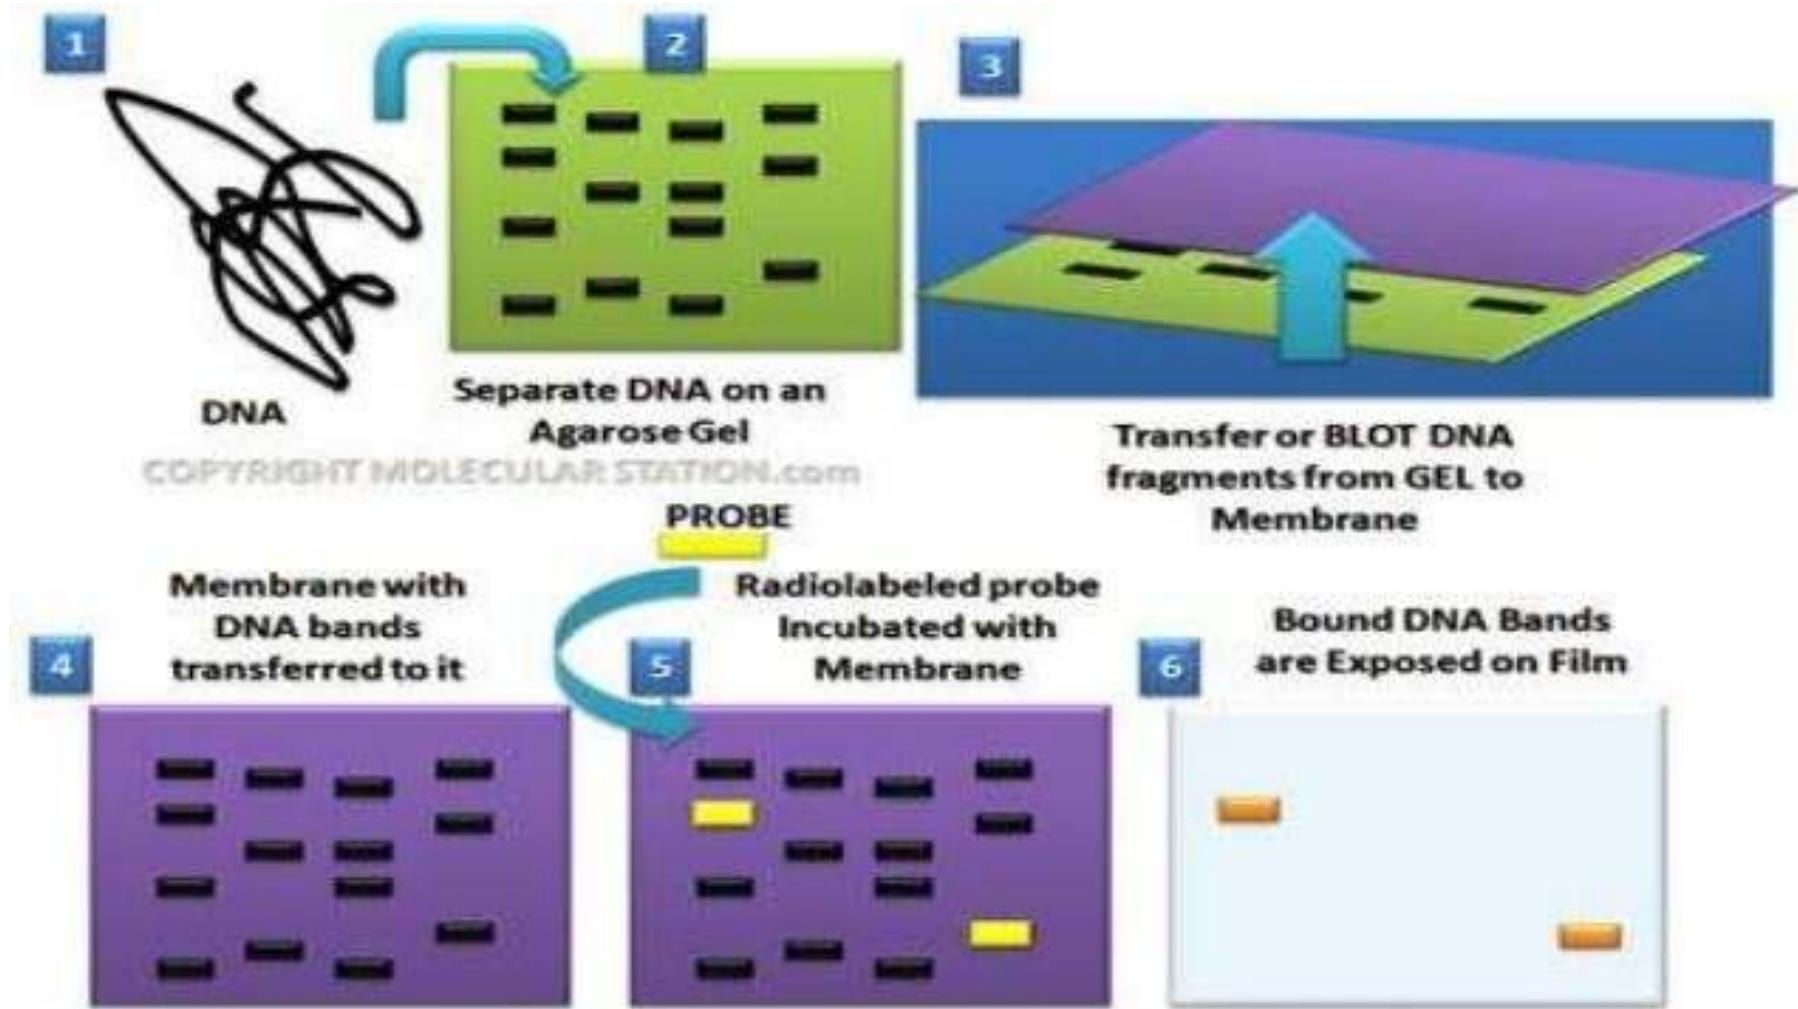 1
DNA
2
Separate DNA on an
Agarose Gel
3
Transfer or BLOT DNA
fragments from GEL to
Membrane
COPYRIGHT MOLECULAR STATION.com
4
Membrane with
DNA bands
transferred to it
PROBE
5
Radiolabeled probe
Incubated with
Membrane
6
Bound DNA Bands
are Exposed on Film